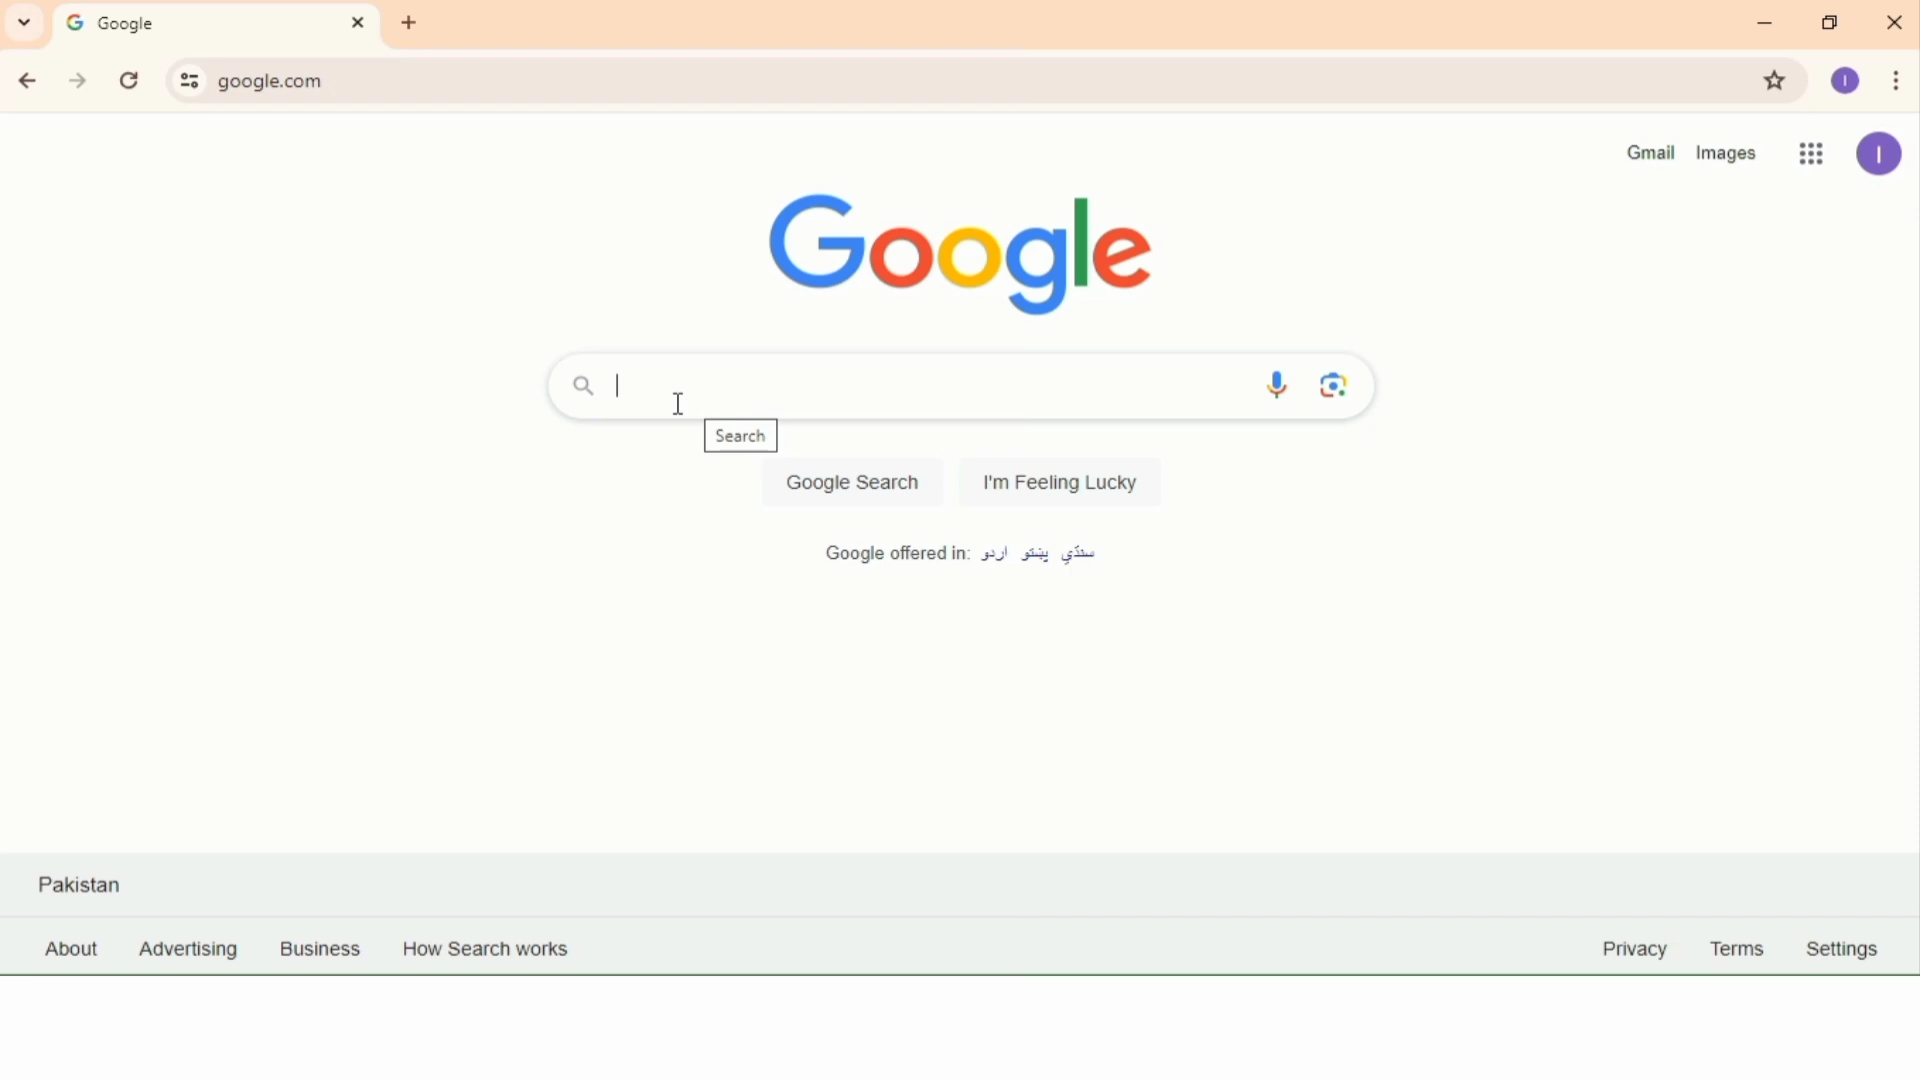 Google
google.com
I
Gmail Images I
Google
Search
Google Search I'm Feeling Lucky
Google offered in: اردو پښتو سنڌي
Pakistan
About Advertising Business How Search works Privacy Terms Settings